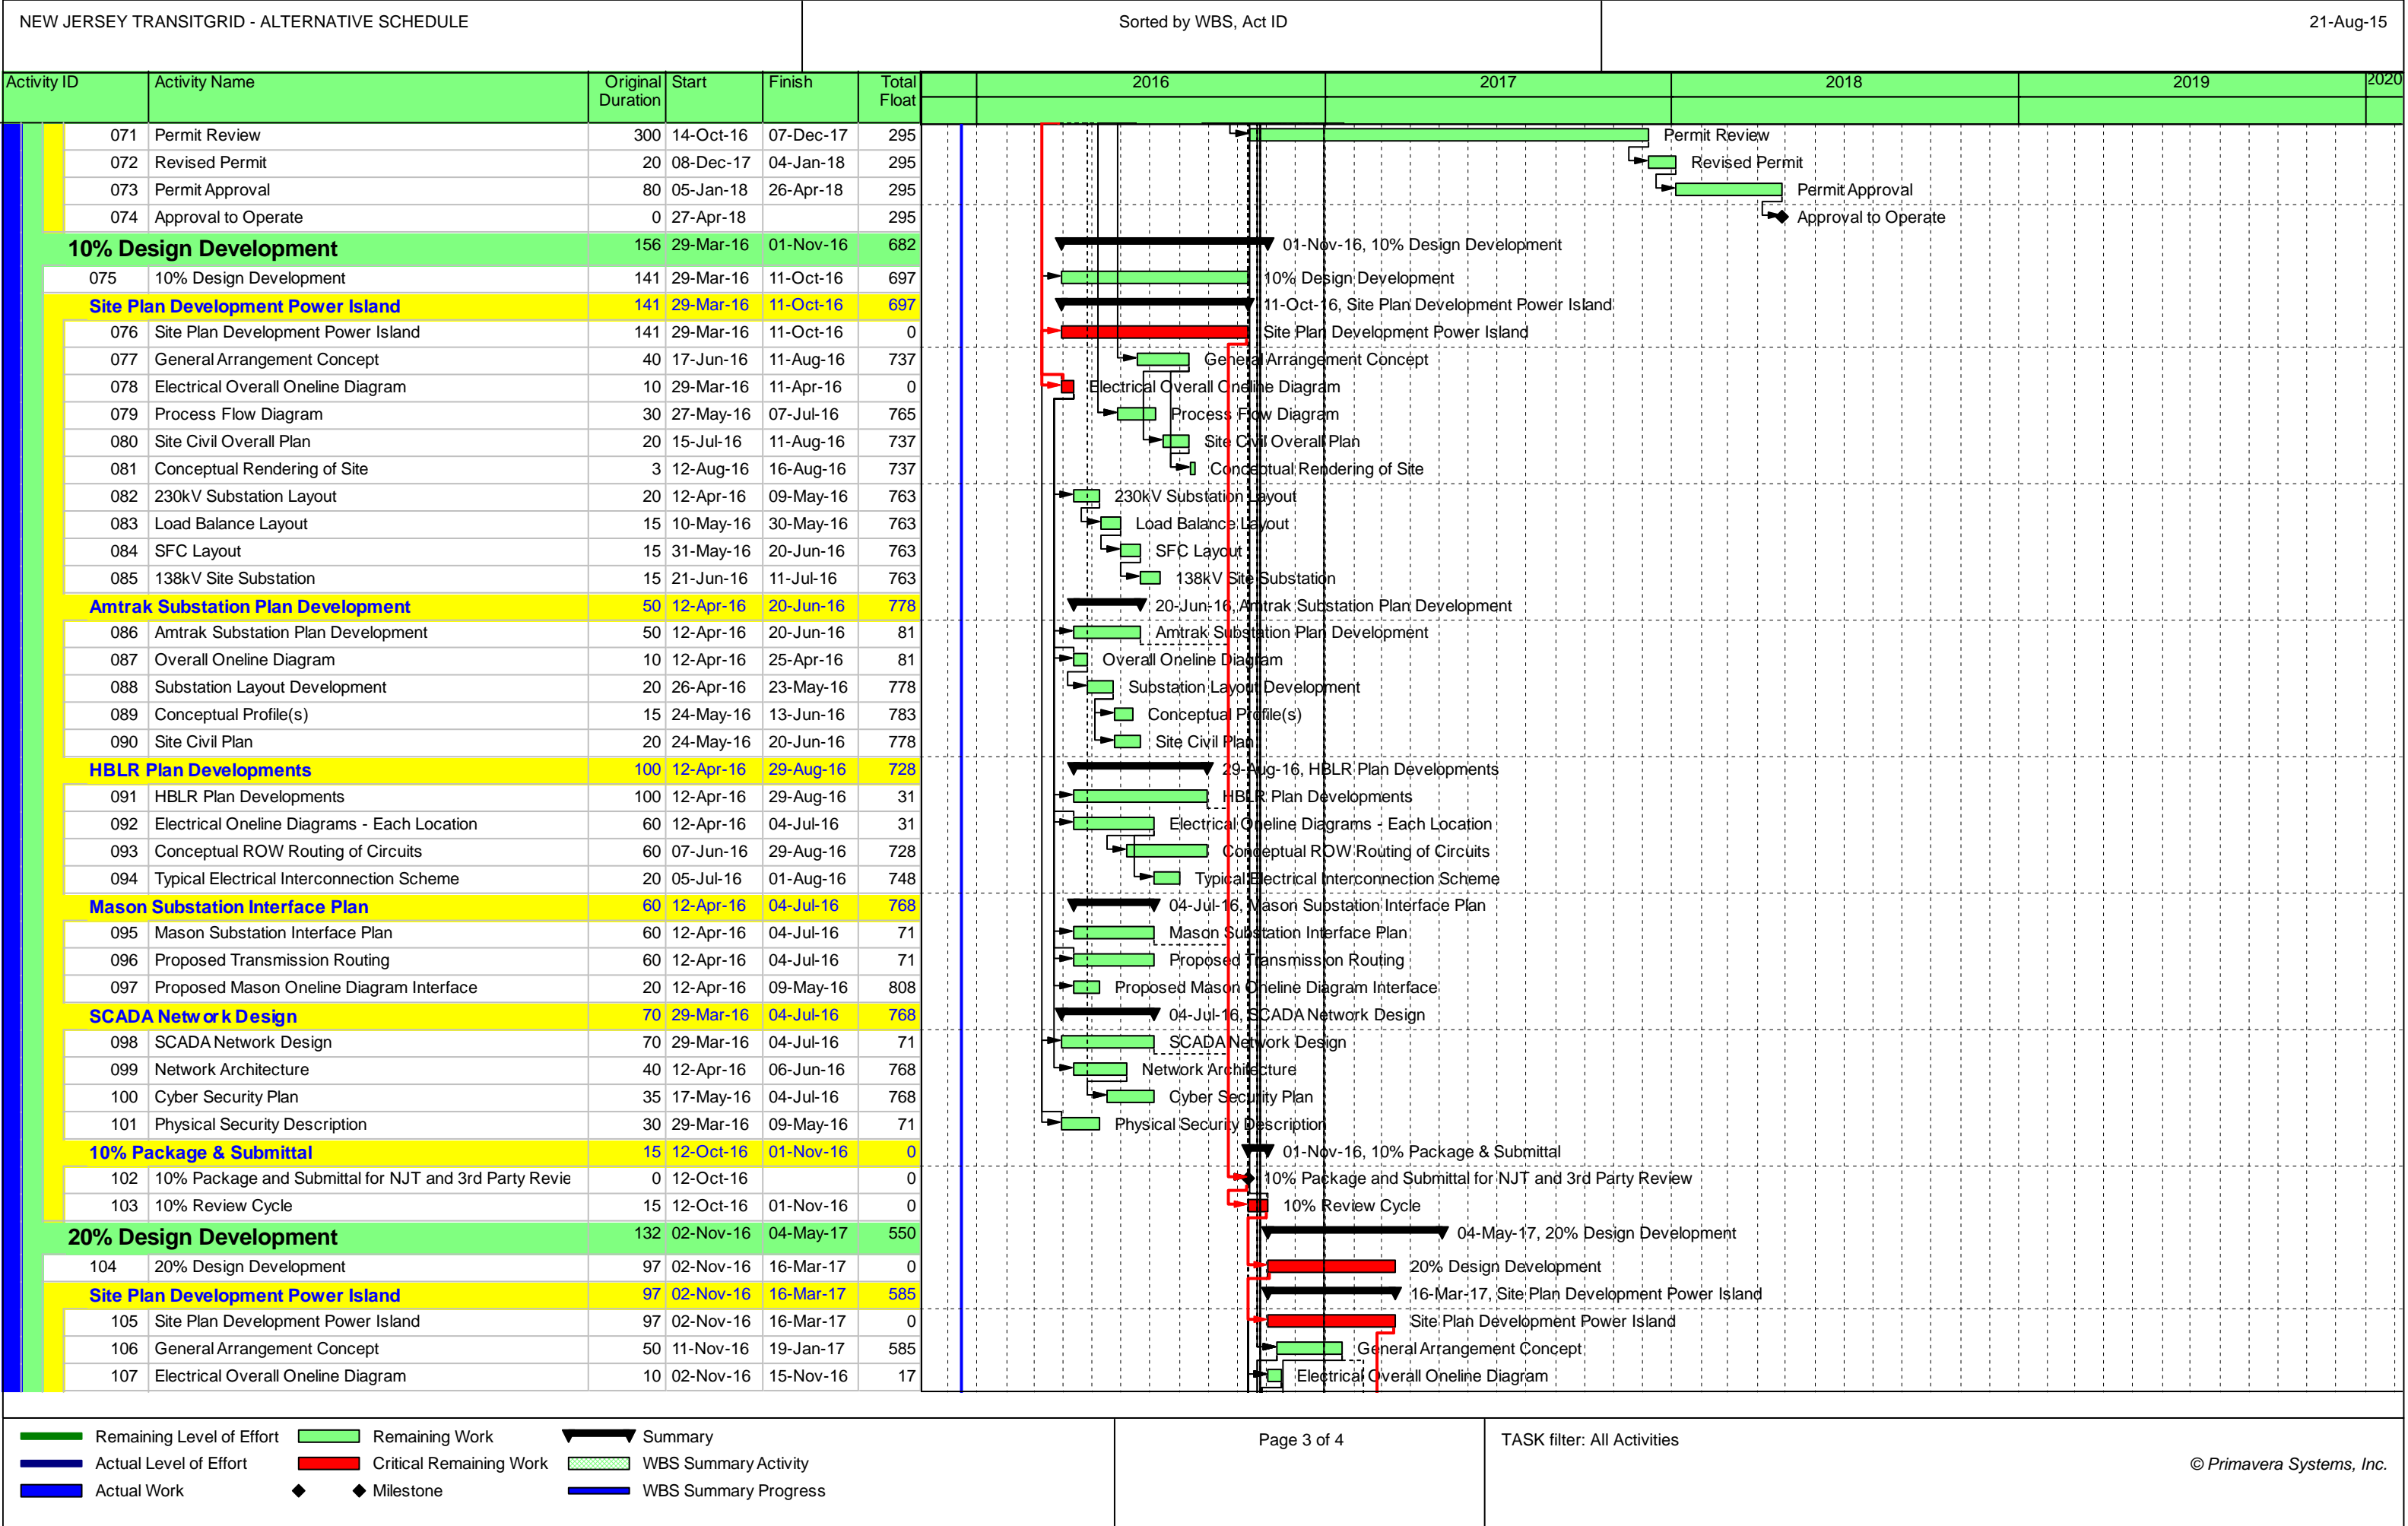 NEW JERSEY TRANSITGRID - ALTERNATIVE SCHEDULE Sorted by WBS, Act ID 21-Aug-15
Activity ID Activity Name Original Duration Start Finish Total Float 2016 2017 2018 2019 2020
071 Permit Review 300 14-Oct-16 07-Dec-17 295 Permit Review
072 Revised Permit 20 08-Dec-17 04-Jan-18 295 Revised Permit
073 Permit Approval 80 05-Jan-18 26-Apr-18 295 Permit Approval
074 Approval to Operate 0 27-Apr-18 295 Approval to Operate
10% Design Development 156 29-Mar-16 01-Nov-16 682 01-Nov-16, 10% Design Development
075 10% Design Development 141 29-Mar-16 11-Oct-16 697 10% Design Development
Site Plan Development Power Island 141 29-Mar-16 11-Oct-16 697 11-Oct-16, Site Plan Development Power Island
076 Site Plan Development Power Island 141 29-Mar-16 11-Oct-16 0 Site Plan Development Power Island
077 General Arrangement Concept 40 17-Jun-16 11-Aug-16 737 General Arrangement Concept
078 Electrical Overall Oneline Diagram 10 29-Mar-16 11-Apr-16 0 Electrical Overall Oneline Diagram
079 Process Flow Diagram 30 27-May-16 07-Jul-16 765 Process Flow Diagram
080 Site Civil Overall Plan 20 15-Jul-16 11-Aug-16 737 Site Civil Overall Plan
081 Conceptual Rendering of Site 3 12-Aug-16 16-Aug-16 737 Conceptual Rendering of Site
082 230kV Substation Layout 20 12-Apr-16 09-May-16 763 230kV Substation Layout
083 Load Balance Layout 15 10-May-16 30-May-16 763 Load Balance Layout
084 SFC Layout 15 31-May-16 20-Jun-16 763 SFC Layout
085 138kV Site Substation 15 21-Jun-16 11-Jul-16 763 138kV Site Substation
Amtrak Substation Plan Development 50 12-Apr-16 20-Jun-16 778 20-Jun-16, Amtrak Substation Plan Development
086 Amtrak Substation Plan Development 50 12-Apr-16 20-Jun-16 81 Amtrak Substation Plan Development
087 Overall Oneline Diagram 10 12-Apr-16 25-Apr-16 81 Overall Oneline Diagram
088 Substation Layout Development 20 26-Apr-16 23-May-16 778 Substation Layout Development
089 Conceptual Profile(s) 15 24-May-16 13-Jun-16 783 Conceptual Profile(s)
090 Site Civil Plan 20 24-May-16 20-Jun-16 778 Site Civil Plan
HBLR Plan Developments 100 12-Apr-16 29-Aug-16 728 29-Aug-16, HBLR Plan Developments
091 HBLR Plan Developments 100 12-Apr-16 29-Aug-16 31 HBLR Plan Developments
092 Electrical Oneline Diagrams - Each Location 60 12-Apr-16 04-Jul-16 31 Electrical Oneline Diagrams - Each Location
093 Conceptual ROW Routing of Circuits 60 07-Jun-16 29-Aug-16 728 Conceptual ROW Routing of Circuits
094 Typical Electrical Interconnection Scheme 20 05-Jul-16 01-Aug-16 748 Typical Electrical Interconnection Scheme
Mason Substation Interface Plan 60 12-Apr-16 04-Jul-16 768 04-Jul-16, Mason Substation Interface Plan
095 Mason Substation Interface Plan 60 12-Apr-16 04-Jul-16 71 Mason Substation Interface Plan
096 Proposed Transmission Routing 60 12-Apr-16 04-Jul-16 71 Proposed Transmission Routing
097 Proposed Mason Oneline Diagram Interface 20 12-Apr-16 09-May-16 808 Proposed Mason Oneline Diagram Interface
SCADA Network Design 70 29-Mar-16 04-Jul-16 768 04-Jul-16, SCADA Network Design
098 SCADA Network Design 70 29-Mar-16 04-Jul-16 71 SCADA Network Design
099 Network Architecture 40 12-Apr-16 06-Jun-16 768 Network Architecture
100 Cyber Security Plan 35 17-May-16 04-Jul-16 768 Cyber Security Plan
101 Physical Security Description 30 29-Mar-16 09-May-16 71 Physical Security Description
10% Package & Submittal 15 12-Oct-16 01-Nov-16 0 01-Nov-16, 10% Package & Submittal
102 10% Package and Submittal for NJT and 3rd Party Revie 0 12-Oct-16 0 10% Package and Submittal for NJT and 3rd Party Review
103 10% Review Cycle 15 12-Oct-16 01-Nov-16 0 10% Review Cycle
20% Design Development 132 02-Nov-16 04-May-17 550 04-May-17, 20% Design Development
104 20% Design Development 97 02-Nov-16 16-Mar-17 0 20% Design Development
Site Plan Development Power Island 97 02-Nov-16 16-Mar-17 585 16-Mar-17, Site Plan Development Power Island
105 Site Plan Development Power Island 97 02-Nov-16 16-Mar-17 0 Site Plan Development Power Island
106 General Arrangement Concept 50 11-Nov-16 19-Jan-17 585 General Arrangement Concept
107 Electrical Overall Oneline Diagram 10 02-Nov-16 15-Nov-16 17 Electrical Overall Oneline Diagram
Remaining Level of Effort Remaining Work Summary Page 3 of 4 TASK filter: All Activities
Actual Level of Effort Critical Remaining Work WBS Summary Activity © Primavera Systems, Inc.
Actual Work Milestone WBS Summary Progress